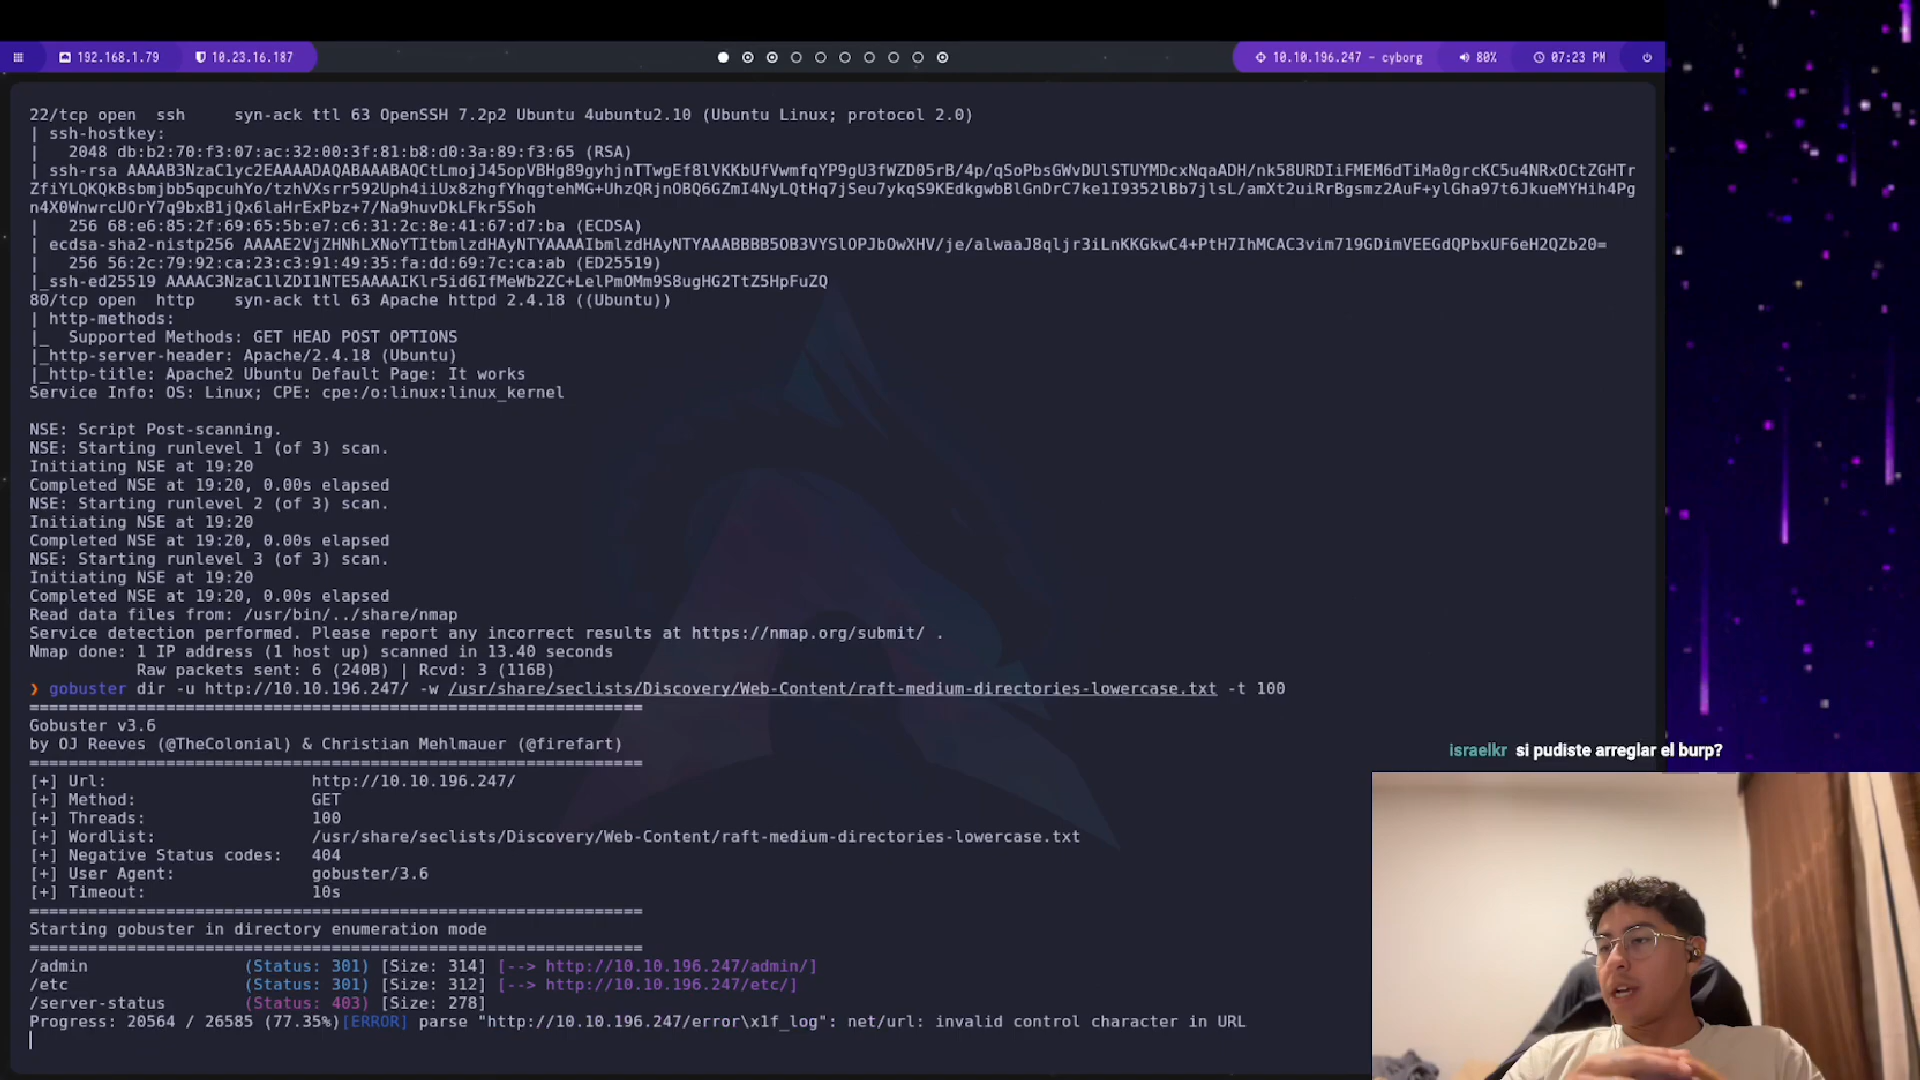 192.168.1.79 10.23.16.187 10.10.196.247 - cyborg 80% 07:23 PM
22/tcp open ssh syn-ack ttl 63 OpenSSH 7.2p2 Ubuntu 4ubuntu2.10 (Ubuntu Linux; protocol 2.0)
| ssh-hostkey:
| 2048 db:b2:70:f3:07:ac:32:00:3f:81:b8:d0:3a:89:f3:65 (RSA)
| ssh-rsa
| 256 68:e6:85:2f:69:65:5b:e7:c6:31:2c:8e:41:67:d7:ba (ECDSA)
| ecdsa-sha2-nistp256
| 256 56:2c:79:92:ca:23:c3:91:49:35:fa:dd:69:7c:ca:ab (ED25519)
|_ssh-ed25519
80/tcp open http syn-ack ttl 63 Apache httpd 2.4.18 ((Ubuntu))
| http-methods:
|_ Supported Methods: GET HEAD POST OPTIONS
|_http-server-header: Apache/2.4.18 (Ubuntu)
|_http-title: Apache2 Ubuntu Default Page: It works
Service Info: OS: Linux; CPE: cpe:/o:linux:linux_kernel
NSE: Script Post-scanning.
NSE: Starting runlevel 1 (of 3) scan.
Initiating NSE at 19:20
Completed NSE at 19:20, 0.00s elapsed
NSE: Starting runlevel 2 (of 3) scan.
Initiating NSE at 19:20
Completed NSE at 19:20, 0.00s elapsed
NSE: Starting runlevel 3 (of 3) scan.
Initiating NSE at 19:20
Completed NSE at 19:20, 0.00s elapsed
Read data files from: /usr/bin/../share/nmap
Service detection performed. Please report any incorrect results at https://nmap.org/submit/ .
Nmap done: 1 IP address (1 host up) scanned in 13.40 seconds
Raw packets sent: 6 (240B) | Rcvd: 3 (116B)
❯ gobuster dir -u http://10.10.196.247/ -w /usr/share/seclists/Discovery/Web-Content/raft-medium-directories-lowercase.txt -t 100
===============================================================
Gobuster v3.6
by OJ Reeves (@TheColonial) & Christian Mehlmauer (@firefart)
===============================================================
[+] Url: http://10.10.196.247/
[+] Method: GET
[+] Threads: 100
[+] Wordlist: /usr/share/seclists/Discovery/Web-Content/raft-medium-directories-lowercase.txt
[+] Negative Status codes: 404
[+] User Agent: gobuster/3.6
[+] Timeout: 10s
===============================================================
Starting gobuster in directory enumeration mode
===============================================================
/admin (Status: 301) [Size: 314] [--> http://10.10.196.247/admin/]
/etc (Status: 301) [Size: 312] [--> http://10.10.196.247/etc/]
/server-status (Status: 403) [Size: 278]
Progress: 20564 / 26585 (77.35%)[ERROR] parse "http://10.10.196.247/error\x1f_log": net/url: invalid control character in URL
israelkr si pudiste arreglar el burp?